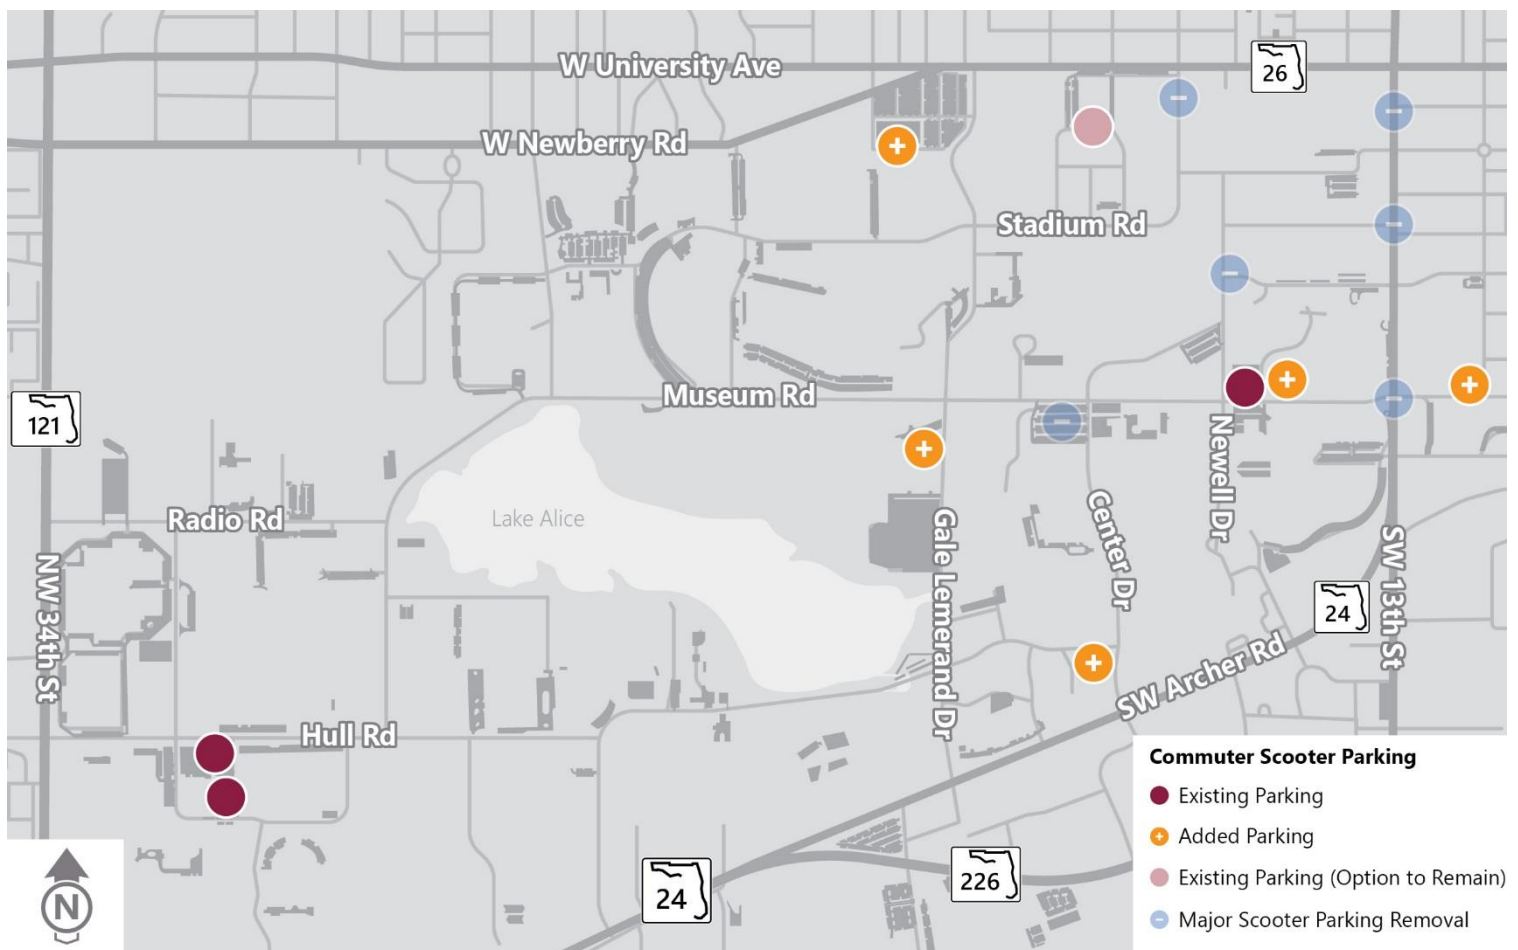 W University Ave
26
W Newberry Rd
Stadium Rd
Museum Rd
121
Newell Dr
Lake Alice
Radio Rd
Gale Lemerand Dr
Center Dr
SW 13th St
NW 34th St
24
SW Archer Rd
Hull Rd
24
226
N
Commuter Scooter Parking
Existing Parking
+ Added Parking
Existing Parking (Option to Remain)
- Major Scooter Parking Removal